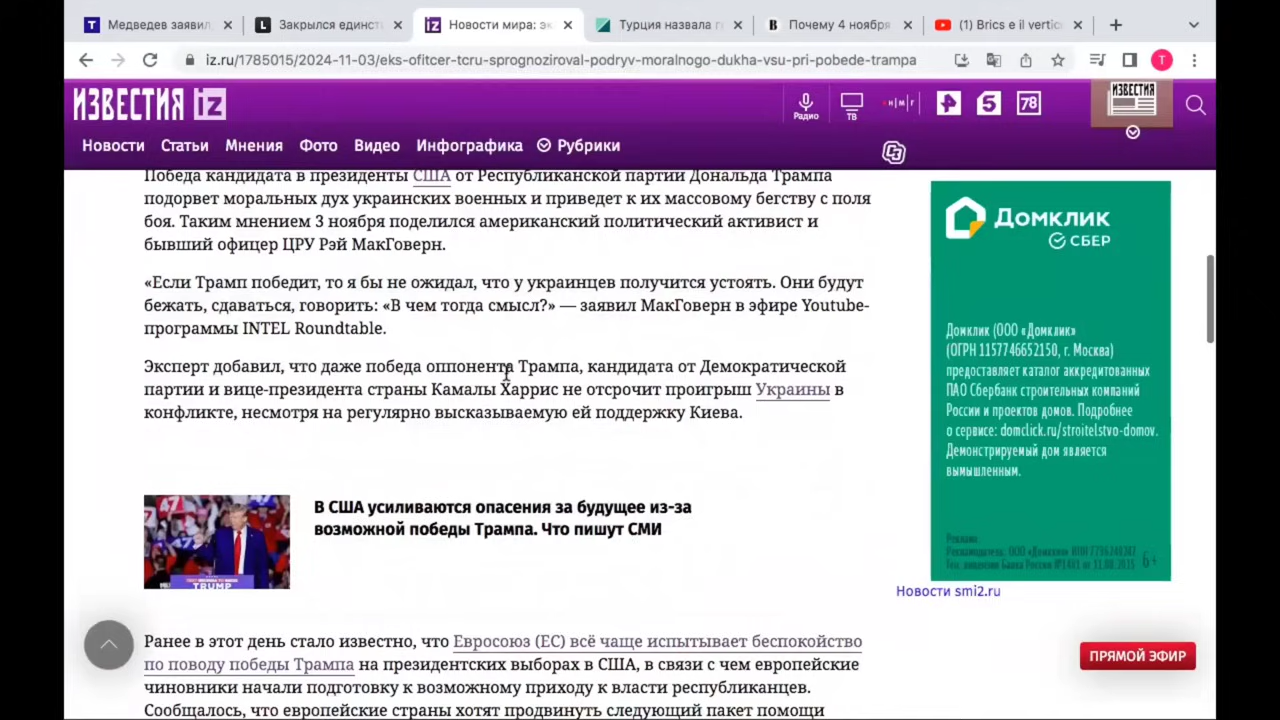 Медведев заявил
Закрылся единст
Новости мира: эк
Турция назвала г
Почему 4 ноября
(1) Brics e il vertic
iz.ru/1785015/2024-11-03/eks-ofitcer-tcru-sprognoziroval-podryv-moralnogo-dukha-vsu-pri-pobede-trampa
ИЗВЕСТИЯ iz
Радио
ТВ
5
78
ИЗВЕСТИЯ
Новости Статьи Мнения Фото Видео Инфографика Рубрики
Победа кандидата в президенты США от Республиканской партии Дональда Трампа
подорвет моральных дух украинских военных и приведет к их массовому бегству с поля
боя. Таким мнением 3 ноября поделился американский политический активист и
бывший офицер ЦРУ Рэй МакГоверн.
«Если Трамп победит, то я бы не ожидал, что у украинцев получится устоять. Они будут
бежать, сдаваться, говорить: «В чем тогда смысл?» — заявил МакГоверн в эфире Youtube-
программы INTEL Roundtable.
Эксперт добавил, что даже победа оппонента Трампа, кандидата от Демократической
партии и вице-президента страны Камалы Харрис не отсрочит проигрыш Украины в
конфликте, несмотря на регулярно высказываемую ей поддержку Киева.
В США усиливаются опасения за будущее из-за
возможной победы Трампа. Что пишут СМИ
TRUMP
Ранее в этот день стало известно, что Евросоюз (ЕС) всё чаще испытывает беспокойство
по поводу победы Трампа на президентских выборах в США, в связи с чем европейские
чиновники начали подготовку к возможному приходу к власти республиканцев.
Сообщалось, что европейские страны хотят продвинуть следующий пакет помощи
Домклик
СБЕР
Домклик (ООО «Домклик»
(ОГРН 1157746652150, г. Москва)
предоставляет каталог аккредитованных
ПАО Сбербанк строительных компаний
России и проектов домов. Подробнее
о сервисе: domclick.ru/stroitelstvo-domov.
Демонстрируемый дом является
вымышленным.
Реклама
6+
Новости smi2.ru
ПРЯМОЙ ЭФИР